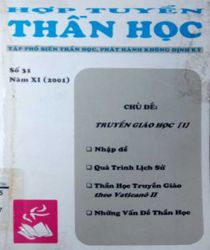 HỢP TUYỂN
THẦN HỌC
TẬP PHỔ BIẾN THẦN HỌC, PHÁT HÀNH KHÔNG ĐỊNH KỲ
Số 31
Năm XI (2001)
CHỦ ĐỀ:
TRUYỀN GIÁO HỌC [1]
❑ Nhập đề
❑ Quá Trình Lịch Sử
❑ Thần Học Truyền Giáo
theo Vaticanô II
❑ Những Vấn Đề Thần Học